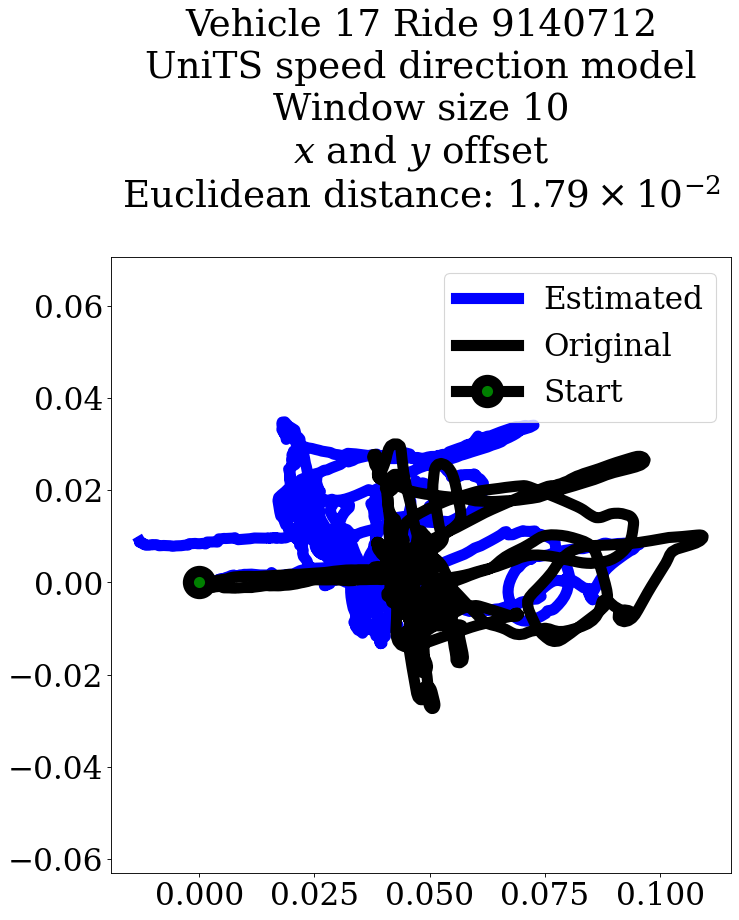 Vehicle 17 Ride 9140712
UniTS speed direction model
Window size 10
x and y offset
Euclidean distance: 1.79 × 10⁻²
Estimated
Original
Start
0.06
0.04
0.02
0.00
−0.02
−0.04
−0.06
0.000 0.025 0.050 0.075 0.100